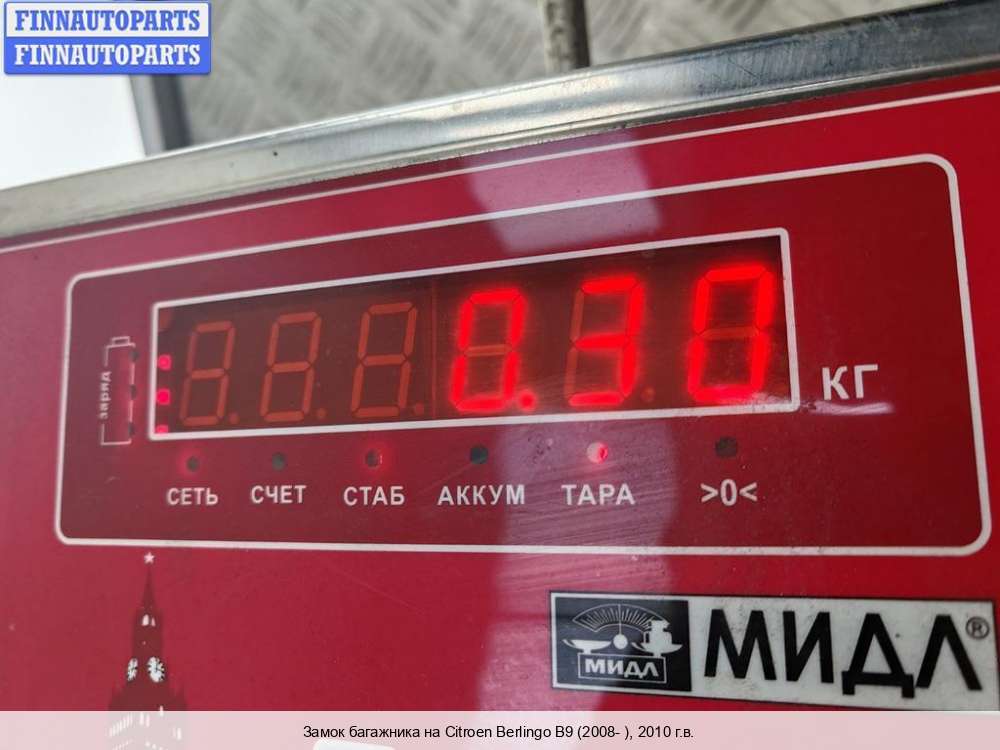 FINNAUTOPARTS
FINNAUTOPARTS
заряд
0.30
КГ
СЕТЬ СЧЕТ СТАБ АККУМ ТАРА >0<
МИДЛ МИДЛ®
Замок багажника на Citroen Berlingo B9 (2008- ), 2010 г.в.